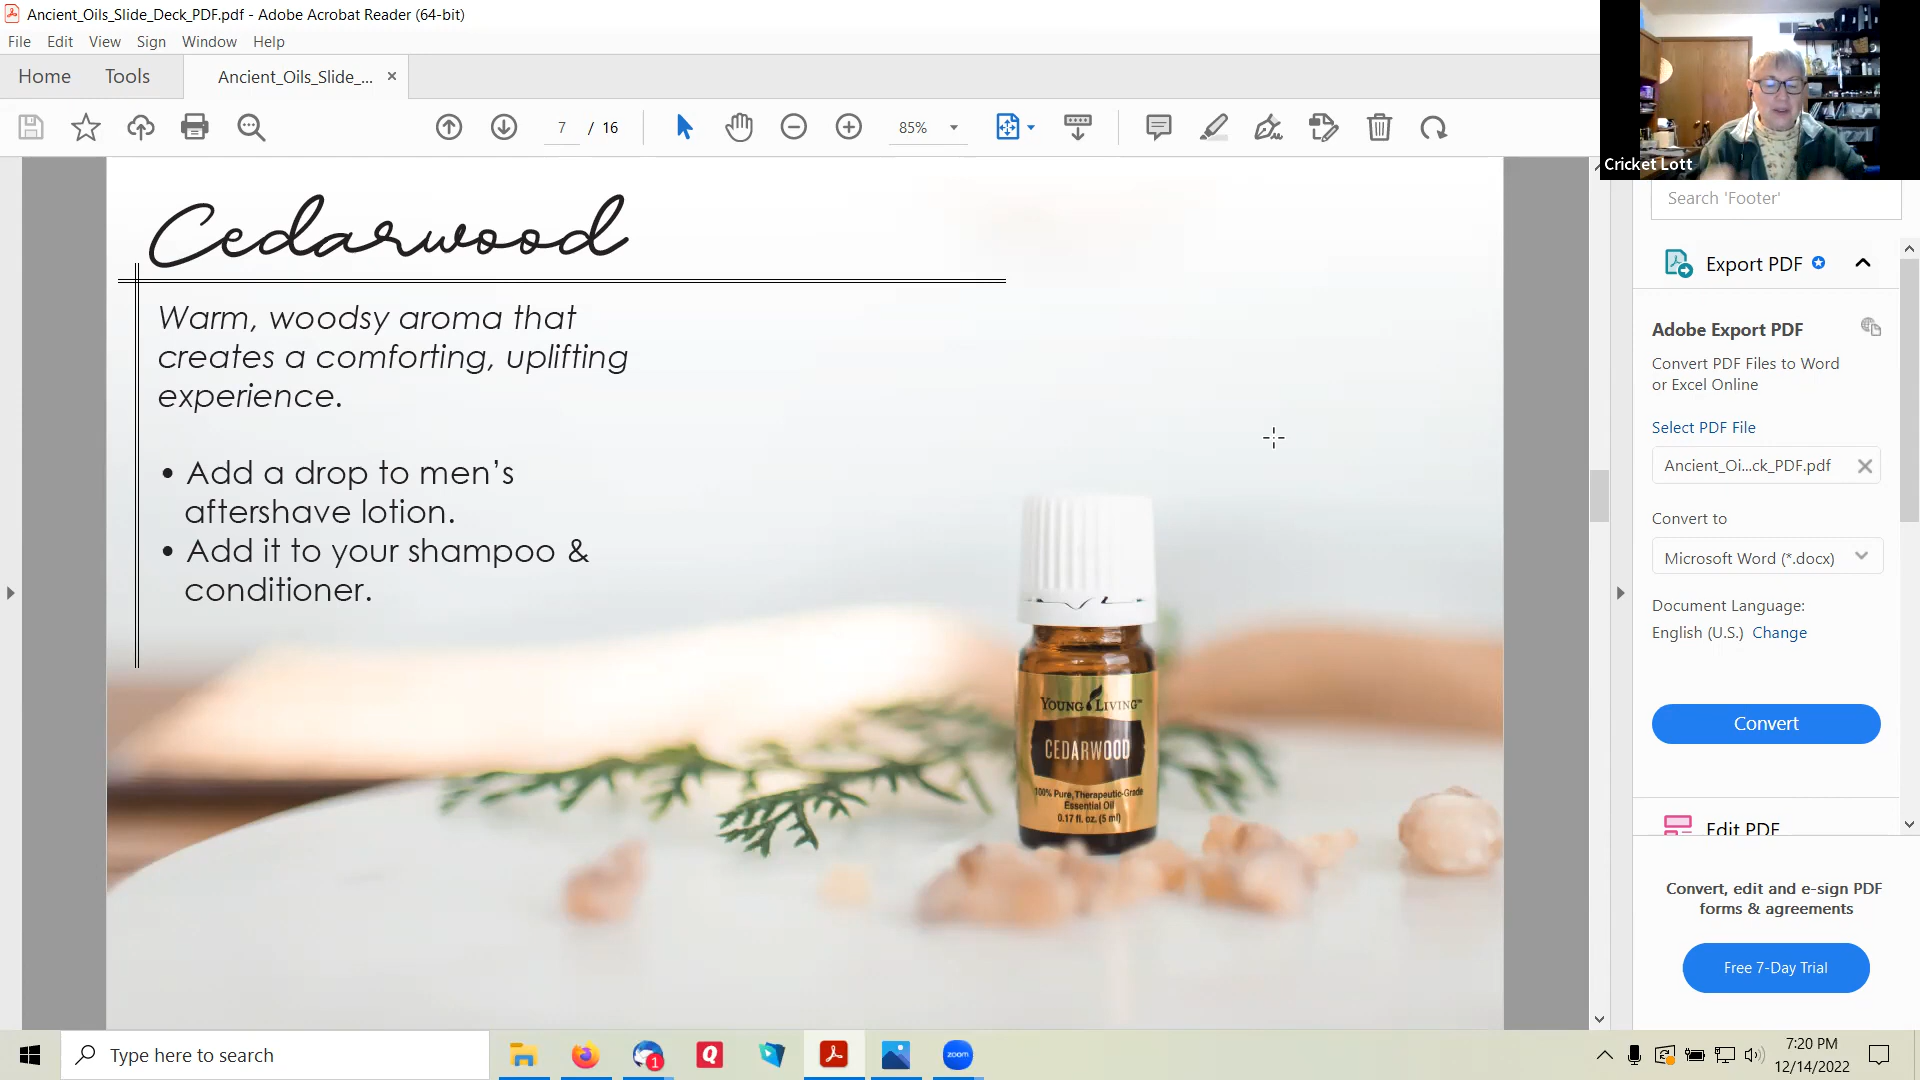 Ancient_Oils_Slide_Deck_PDF.pdf - Adobe Acrobat Reader (64-bit)
File Edit View Sign Window Help
Home Tools Ancient_Oils_Slide_... ×
7 / 16 85%
Cricket Lott
Cedarwood
Warm, woodsy aroma that
creates a comforting, uplifting
experience.
• Add a drop to men's
aftershave lotion.
• Add it to your shampoo &
conditioner.
YOUNG LIVING™
CEDARWOOD
100% Pure, Therapeutic-Grade
Essential Oil
0.17 fl. oz. (5 ml)
Search 'Footer'
Export PDF
Adobe Export PDF
Convert PDF Files to Word
or Excel Online
Select PDF File
Ancient_Oi...ck_PDF.pdf
Convert to
Microsoft Word (*.docx)
Document Language:
English (U.S.) Change
Convert
Edit PDF
Convert, edit and e-sign PDF
forms & agreements
Free 7-Day Trial
Type here to search
1
Q
zoom
7:20 PM
12/14/2022